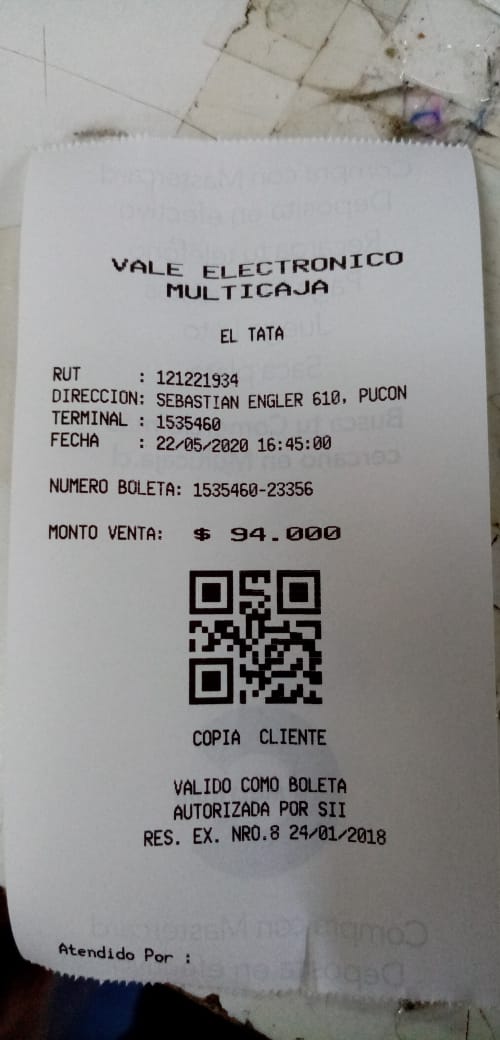 VALE ELECTRONICO
MULTICAJA
EL TATA
RUT : 121221934
DIRECCION: SEBASTIAN ENGLER 610, PUCON
TERMINAL : 1535460
FECHA : 22/05/2020 16:45:00
NUMERO BOLETA: 1535460-23356
MONTO VENTA: $ 94.000
COPIA CLIENTE
VALIDO COMO BOLETA
AUTORIZADA POR SII
RES. EX. NRO.8 24/01/2018
Atendido Por :